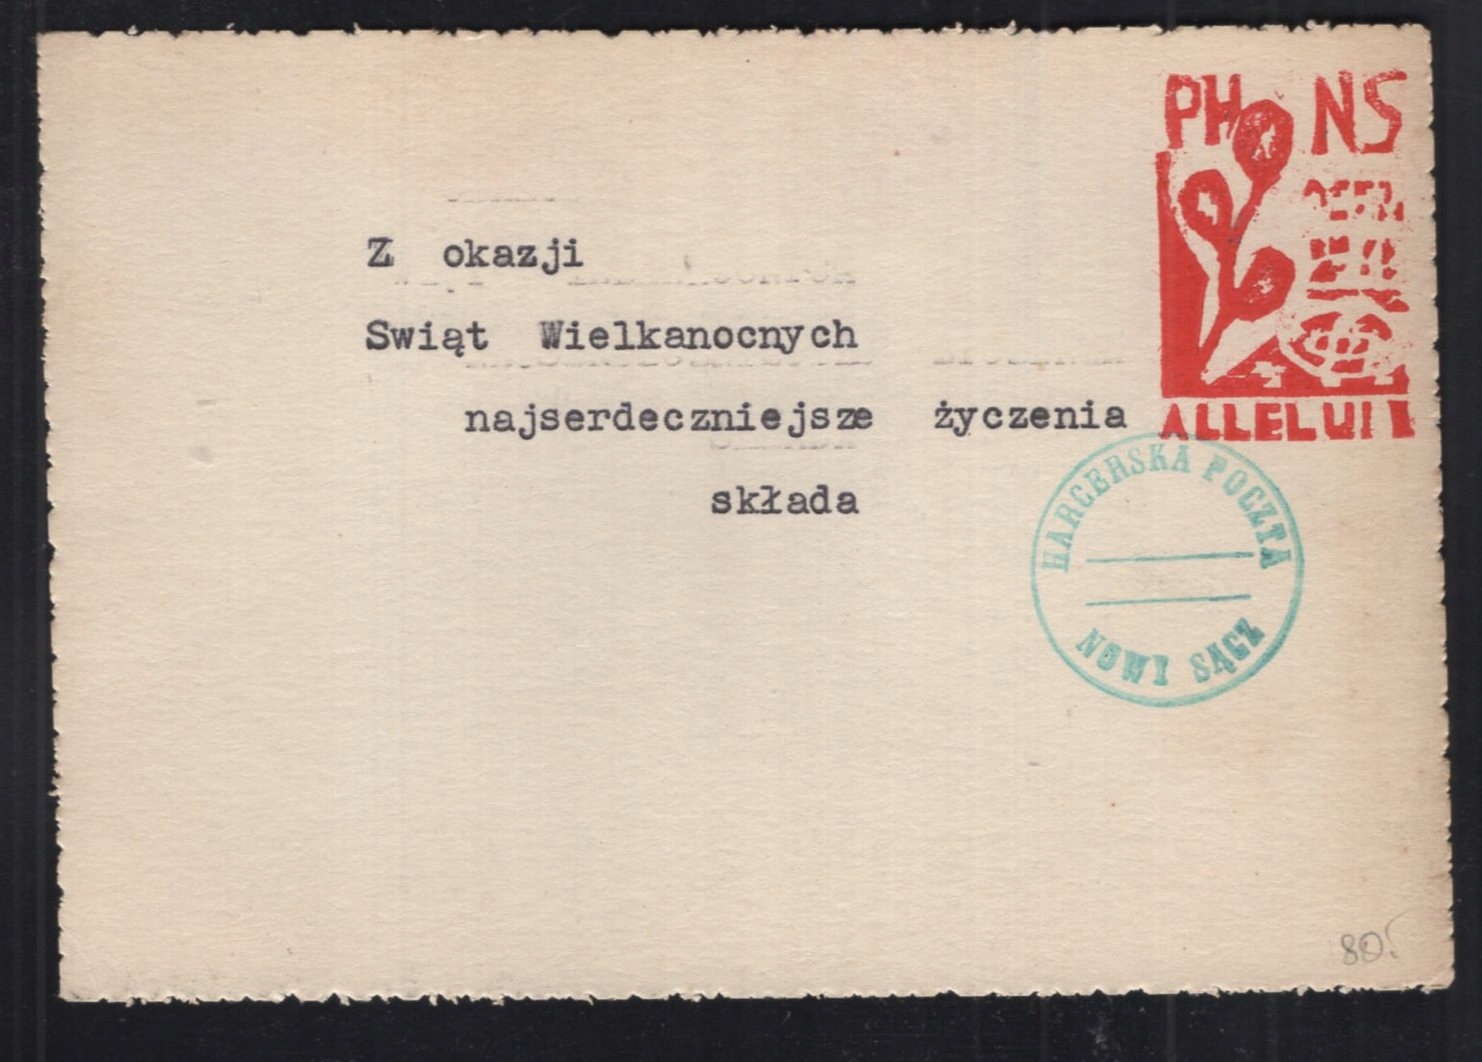 PH NS
Z okazji
Swiąt Wielkanocnych
najserdeczniejsze życzenia
składa
ALLELUI
HARCERSKA POCZTA
NOWY SĄCZ
80.